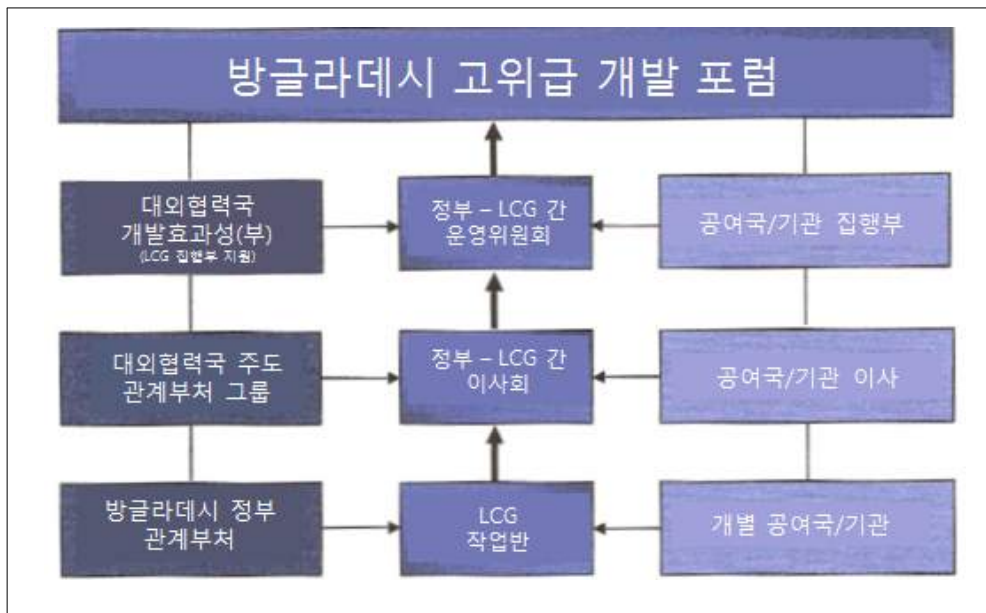 방글라데시 고위급 개발 포럼
대외협력국
개발효과성(부)
(LCG 집행부 지원)
정부 – LCG 간
운영위원회
공여국/기관 집행부
대외협력국 주도
관계부처 그룹
정부 – LCG 간
이사회
공여국/기관 이사
방글라데시 정부
관계부처
LCG
작업반
개별 공여국/기관